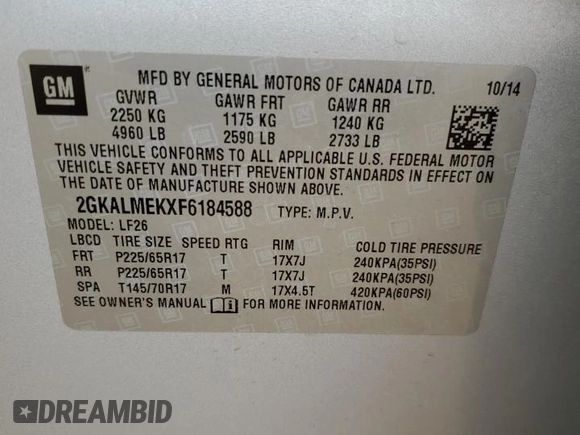 GM
MFD BY GENERAL MOTORS OF CANADA LTD. 10/14
GVWR GAWR FRT GAWR RR
2250 KG 1175 KG 1240 KG
4960 LB 2590 LB 2733 LB
THIS VEHICLE CONFORMS TO ALL APPLICABLE U.S. FEDERAL MOTOR
VEHICLE SAFETY AND THEFT PREVENTION STANDARDS IN EFFECT ON
THE DATE OF MANUFACTURE SHOWN ABOVE.
2GKALMEKXF6184588 TYPE: M.P.V.
MODEL: LF26
LBCD TIRE SIZE SPEED RTG RIM COLD TIRE PRESSURE
FRT P225/65R17 T 17X7J 240KPA(35PSI)
RR P225/65R17 T 17X7J 240KPA(35PSI)
SPA T145/70R17 M 17X4.5T 420KPA(60PSI)
SEE OWNER'S MANUAL FOR MORE INFORMATION.
DREAMBID